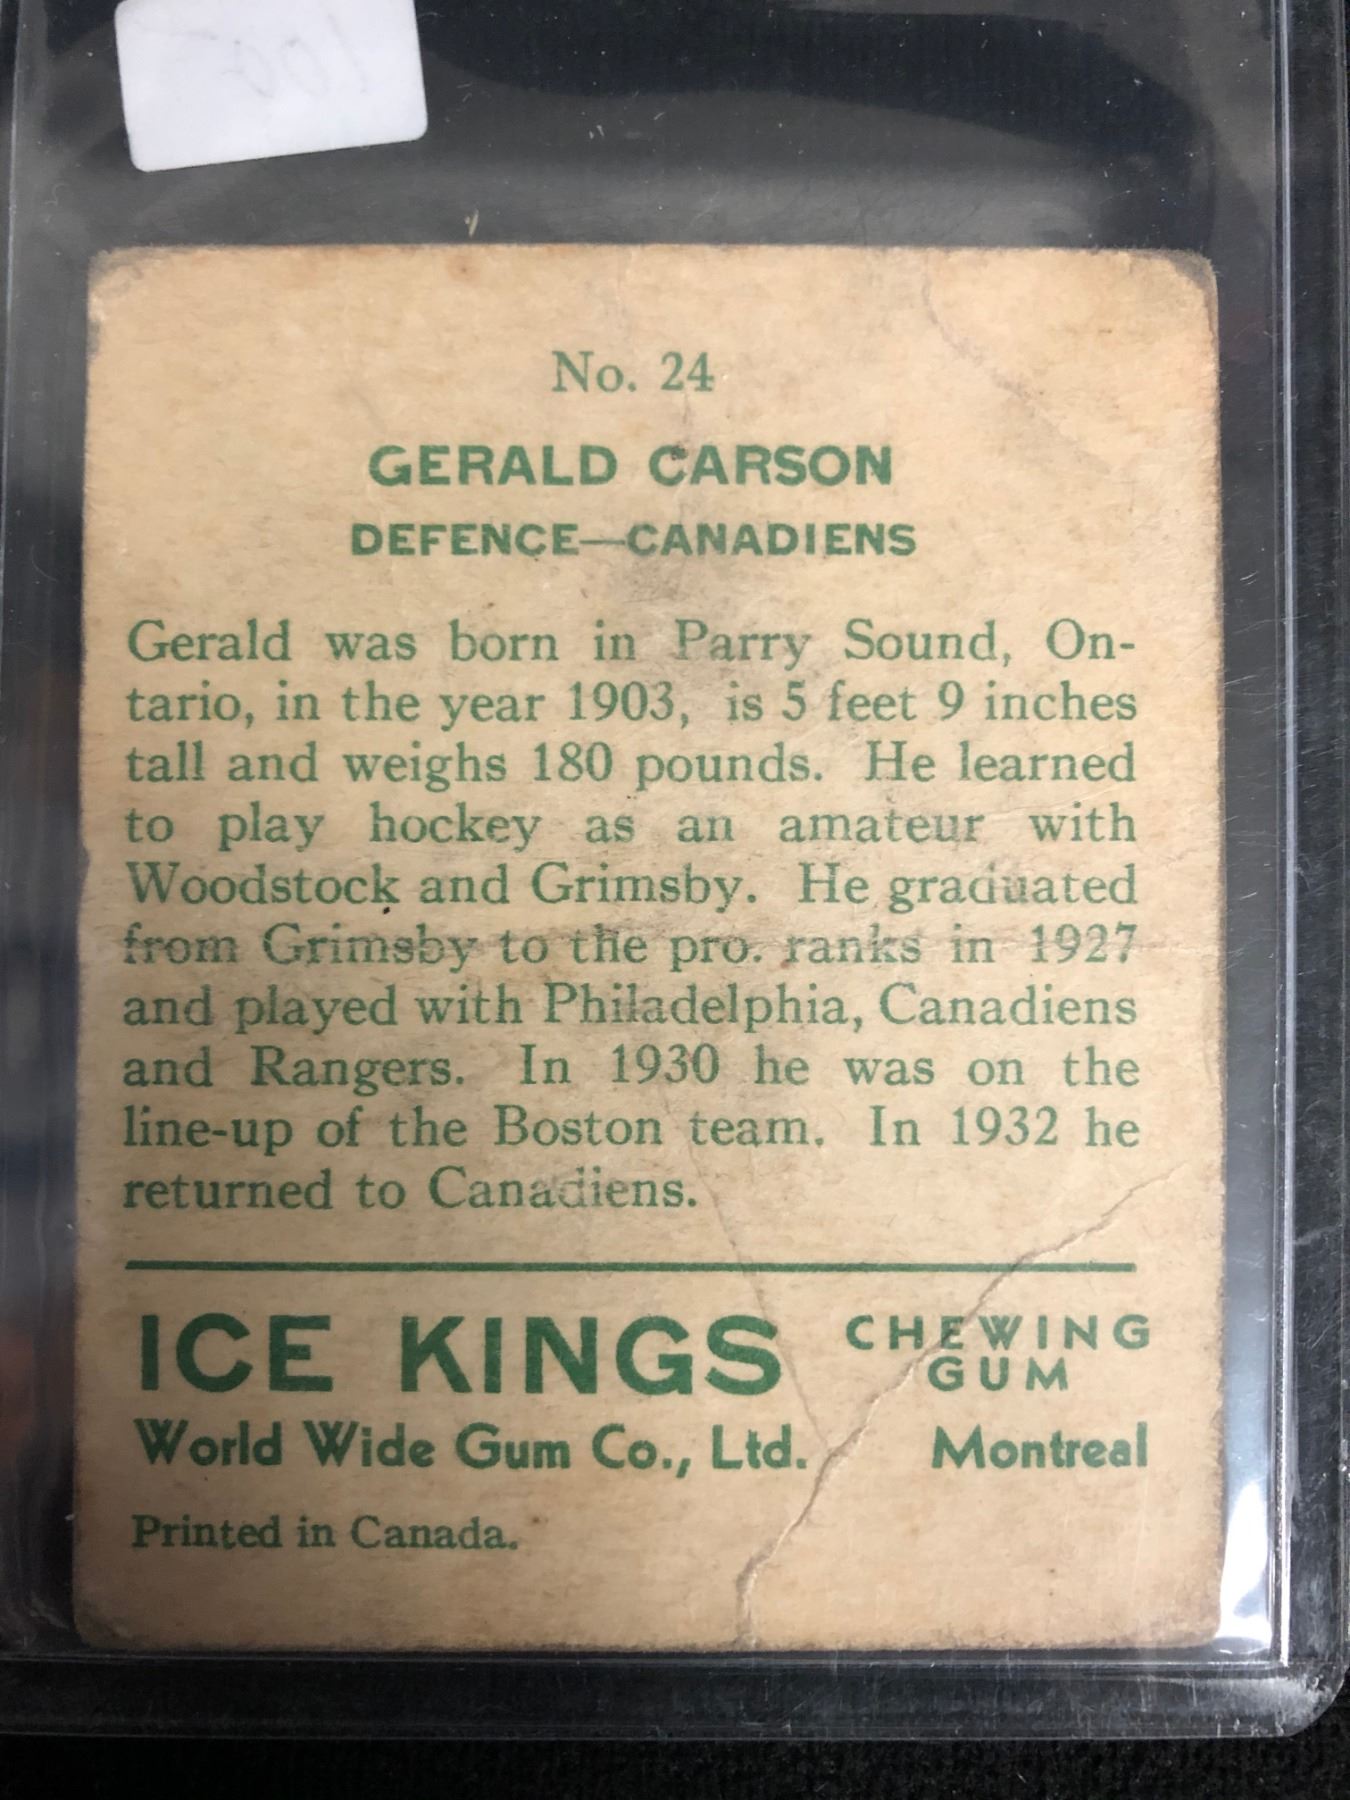 No. 24
GERALD CARSON
DEFENCE—CANADIENS
Gerald was born in Parry Sound, On-
tario, in the year 1903, is 5 feet 9 inches
tall and weighs 180 pounds. He learned
to play hockey as an amateur with
Woodstock and Grimsby. He graduated
from Grimsby to the pro. ranks in 1927
and played with Philadelphia, Canadiens
and Rangers. In 1930 he was on the
line-up of the Boston team. In 1932 he
returned to Canadiens.
ICE KINGS CHEWING
GUM
World Wide Gum Co., Ltd. Montreal
Printed in Canada.